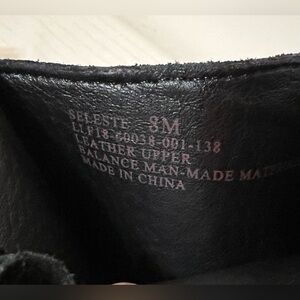 SELESTE 8M
LLF18-60038-001-138
LEATHER UPPER
BALANCE MAN-MADE
MADE IN CHINA